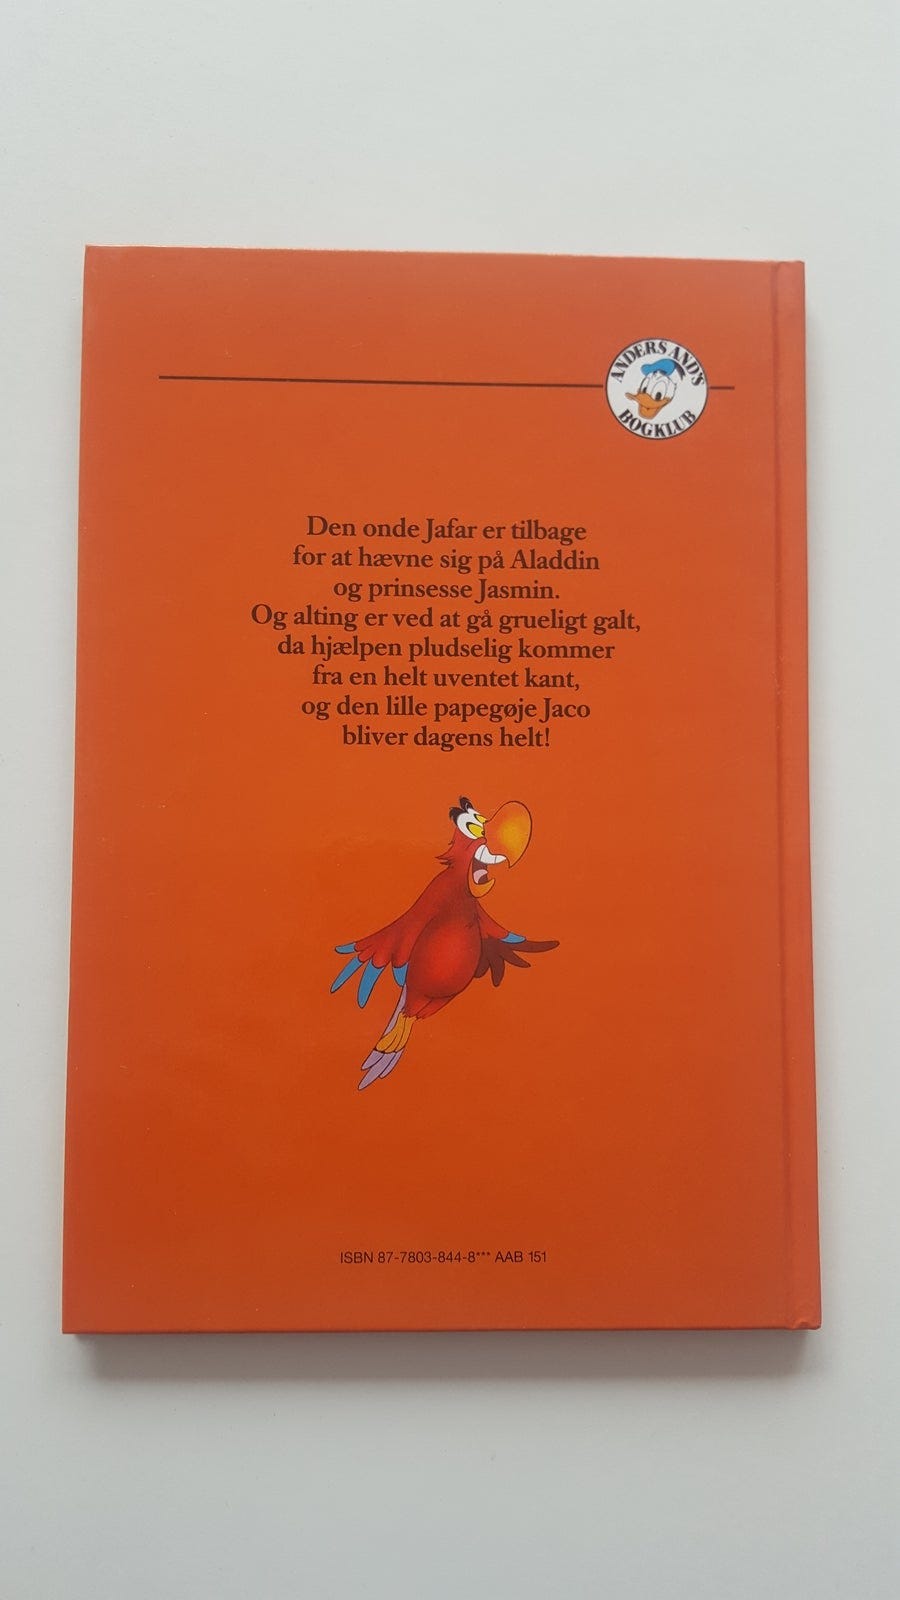 ANDERS AND'S
BOGKLUB
Den onde Jafar er tilbage
for at hævne sig på Aladdin
og prinsesse Jasmin.
Og alting er ved at gå grueligt galt,
da hjælpen pludselig kommer
fra en helt uventet kant,
og den lille papegøje Jaco
bliver dagens helt!
ISBN 87-7803-844-8*** AAB 151